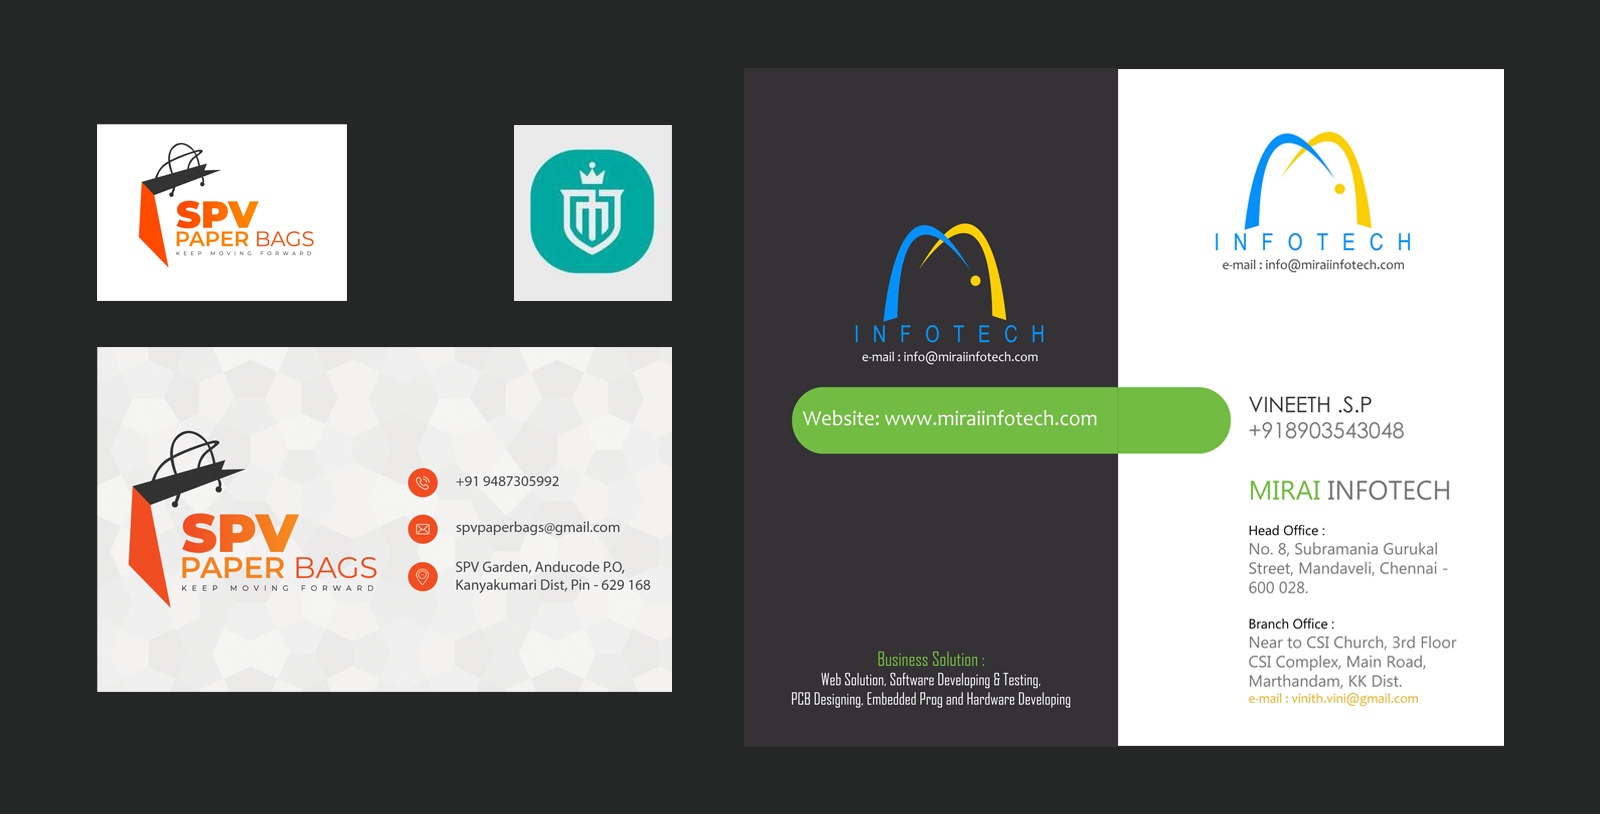 SPV
PAPER BAGS
KEEP MOVING FORWARD
SPV
PAPER BAGS
KEEP MOVING FORWARD
+91 9487305992
spvpaperbags@gmail.com
SPV Garden, Anducode P.O,
Kanyakumari Dist, Pin - 629 168
INFOTECH
e-mail : info@miraiinfotech.com
Website: www.miraiinfotech.com
Business Solution :
Web Solution, Software Developing & Testing,
PCB Designing, Embedded Prog and Hardware Developing
INFOTECH
e-mail : info@miraiinfotech.com
VINEETH .S.P
+918903543048
MIRAI INFOTECH
Head Office :
No. 8, Subramania Gurukal
Street, Mandaveli, Chennai -
600 028.
Branch Office :
Near to CSI Church, 3rd Floor
CSI Complex, Main Road,
Marthandam, KK Dist.
e-mail : vinith.vini@gmail.com